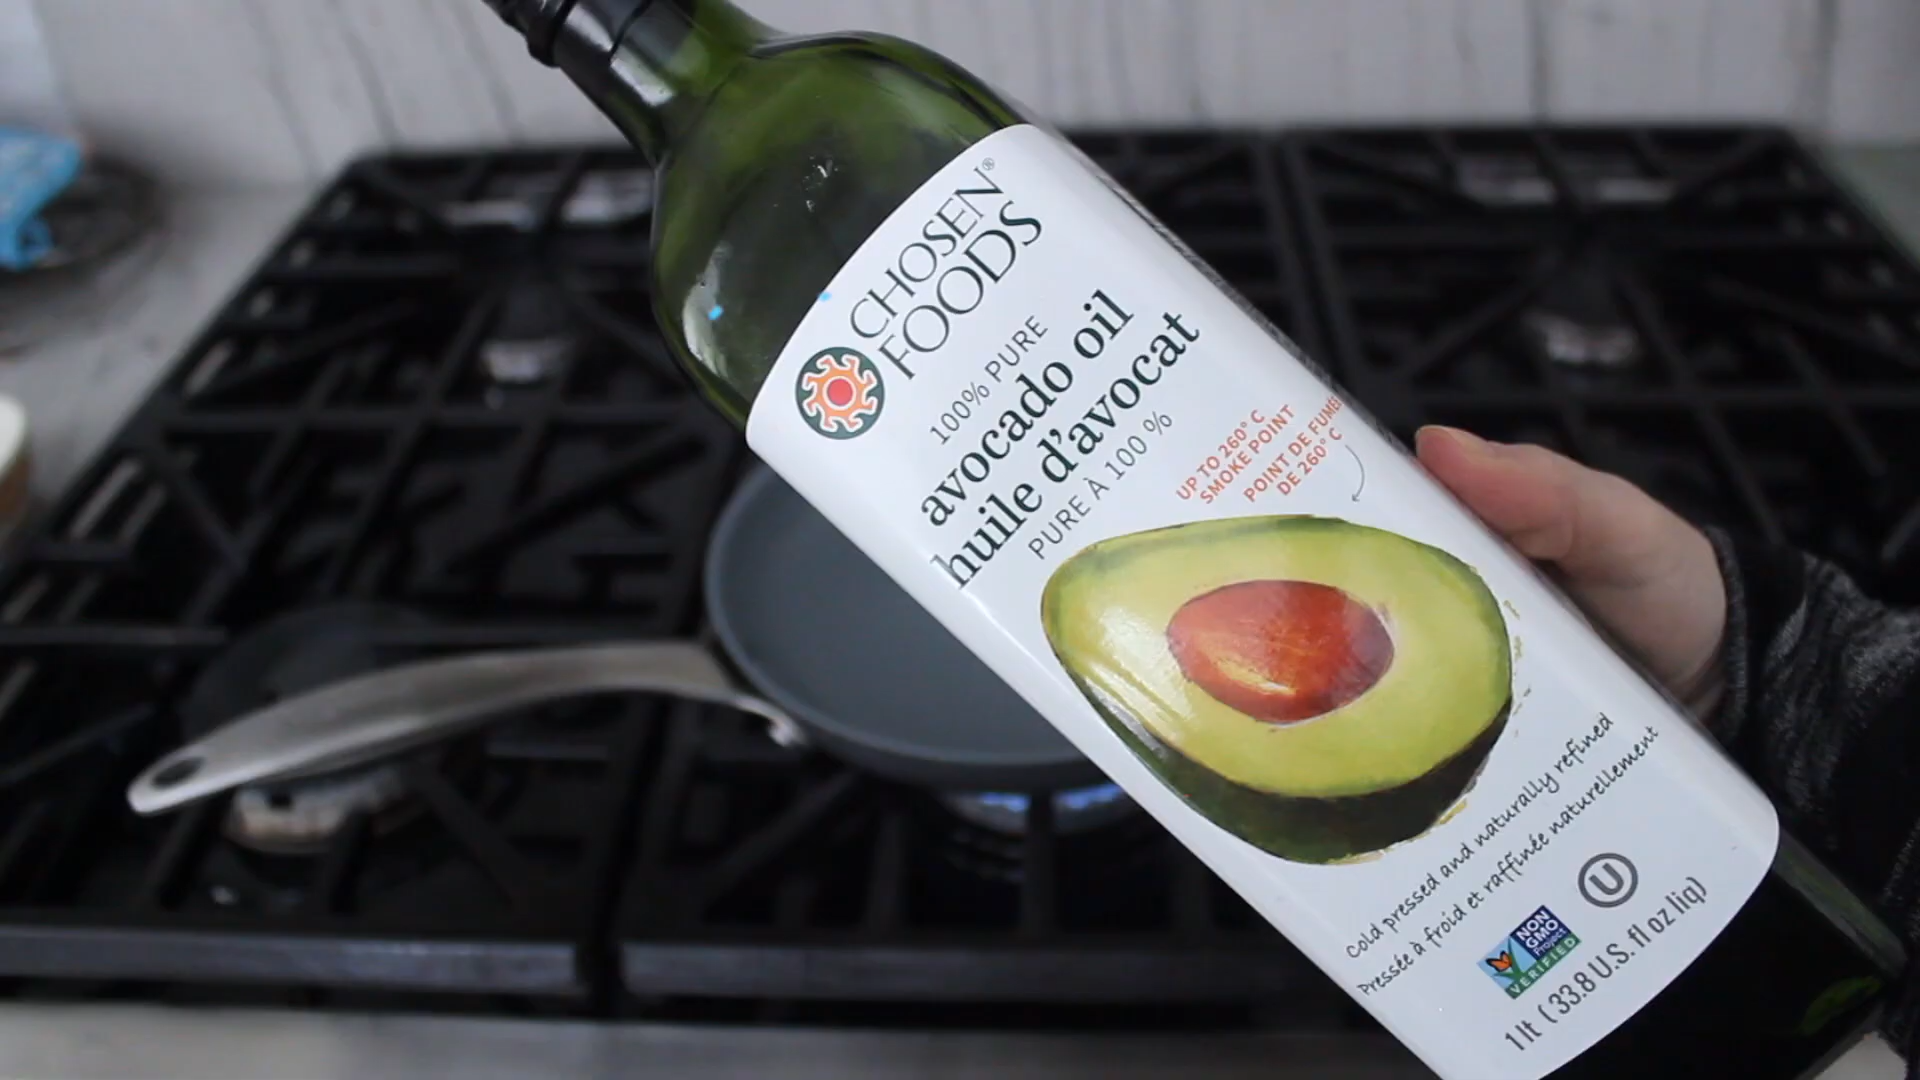 CHOSEN®
FOODS
100% PURE
avocado oil
huile d'avocat
PURE À 100 %
UP TO 260° C
SMOKE POINT
POINT DE FUMÉE
DE 260° C
Cold pressed and naturally refined
Pressée à froid et raffinée naturellement
U
NON
GMO
Project
VERIFIED
1 lt (33.8 U.S. fl oz liq)